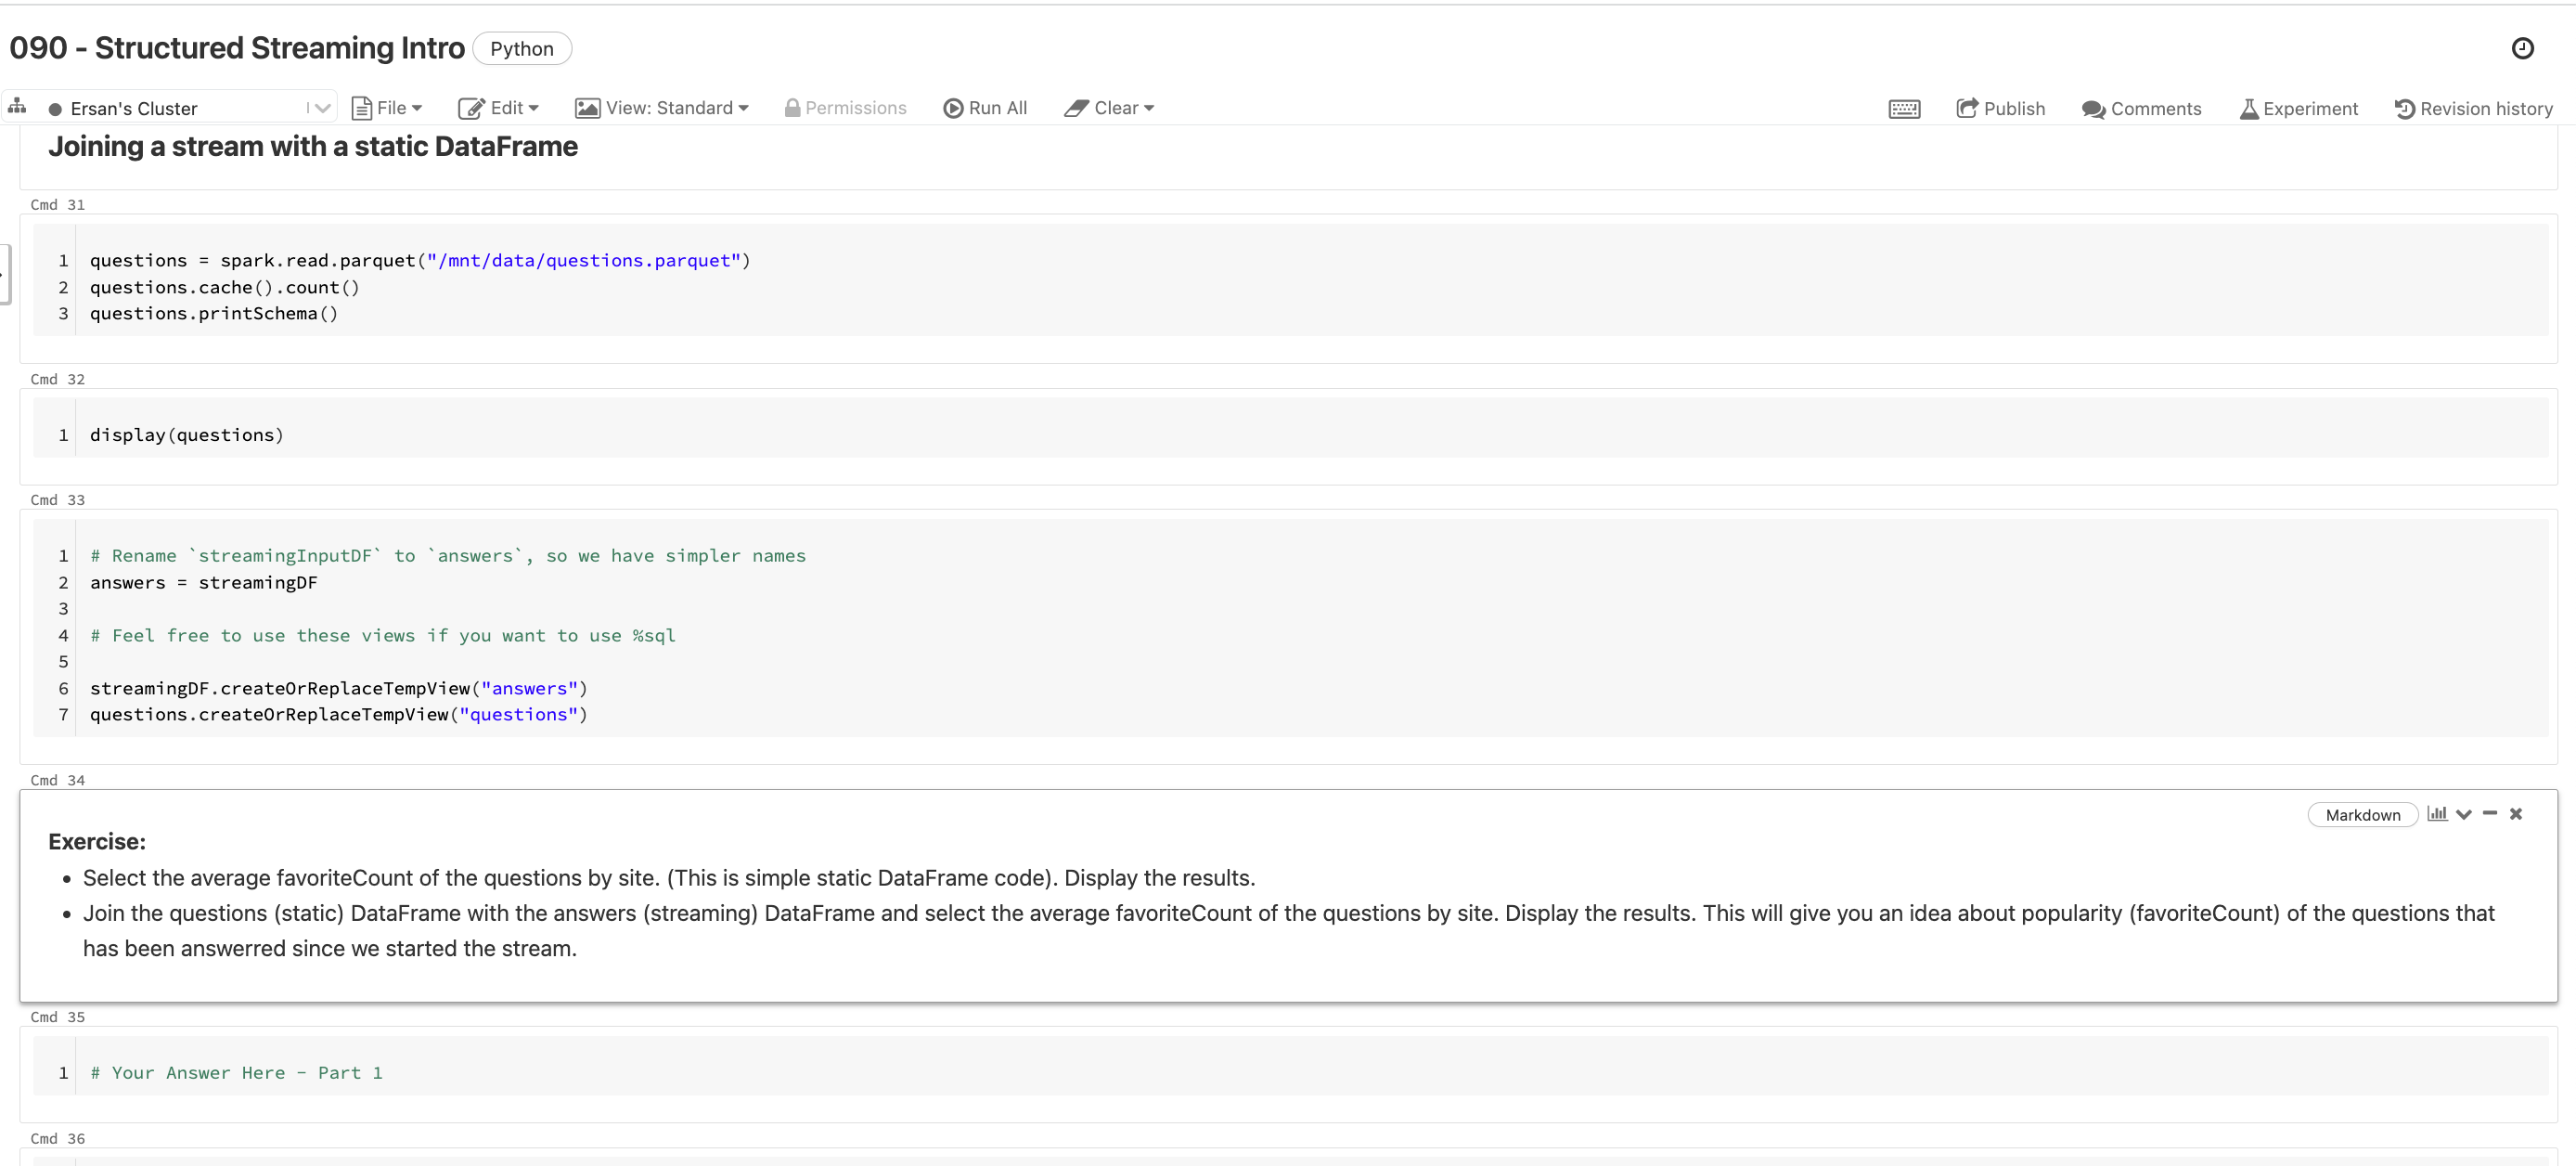 090 - Structured Streaming Intro Python
Ersan's Cluster File Edit View: Standard Permissions Run All Clear Publish Comments Experiment Revision history
Joining a stream with a static DataFrame
Cmd 31
1 questions = spark.read.parquet("/mnt/data/questions.parquet")
2 questions.cache().count()
3 questions.printSchema()
Cmd 32
1 display(questions)
Cmd 33
1 # Rename `streamingInputDF` to `answers`, so we have simpler names
2 answers = streamingDF
3
4 # Feel free to use these views if you want to use %sql
5
6 streamingDF.createOrReplaceTempView("answers")
7 questions.createOrReplaceTempView("questions")
Cmd 34
Markdown
Exercise:
• Select the average favoriteCount of the questions by site. (This is simple static DataFrame code). Display the results.
• Join the questions (static) DataFrame with the answers (streaming) DataFrame and select the average favoriteCount of the questions by site. Display the results. This will give you an idea about popularity (favoriteCount) of the questions that
has been answerred since we started the stream.
Cmd 35
1 # Your Answer Here - Part 1
Cmd 36